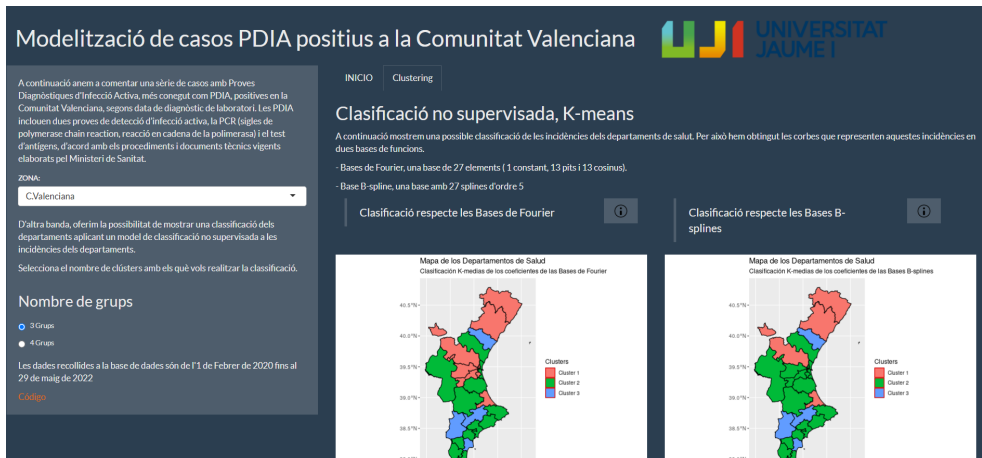 Modelització de casos PDIA positius a la Comunitat Valenciana
UJI UNIVERSITAT
JAUME I
A continuació anem a comentar una sèrie de casos amb Proves
Diagnòstiques d'Infecció Activa, més conegut com PDIA, positives en la
Comunitat Valenciana, segons data de diagnòstic de laboratori. Les PDIA
inclouen dues proves de detecció d'infecció activa, la PCR (sigles de
polymerase chain reaction, reacció en cadena de la polimerasa) i el test
d'antígens, d'acord amb els procediments i documents tècnics vigents
elaborats pel Ministeri de Sanitat.
ZONA:
C.Valenciana
D'altra banda, oferim la possibilitat de mostrar una classificació dels
departaments aplicant un model de classificació no supervisada a les
incidències dels departaments.
Selecciona el nombre de clústers amb els què vols realitzar la classificació.
Nombre de grups
3 Grups
4 Grups
Les dades recollides a la base de dades són de l'1 de Febrer de 2020 fins al
29 de maig de 2022
Código
INICIO Clustering
Clasificació no supervisada, K-means
A continuació mostrem una possible classificació de les incidències dels departaments de salut. Per això hem obtingut les corbes que representen aquestes incidències en
dues bases de funcions.
- Bases de Fourier, una base de 27 elements ( 1 constant, 13 pits i 13 cosinus).
- Base B-spline, una base amb 27 splines d'ordre 5
Clasificació respecte les Bases de Fourier
Mapa de los Departamentos de Salud
Clasificación K-medias de los coeficientes de las Bases de Fourier
40.5°N
40.0°N
39.5°N
39.0°N
38.5°N
Clusters
Cluster 1
Cluster 2
Cluster 3
Clasificació respecte les Bases B-
splines
Mapa de los Departamentos de Salud
Clasificación K-medias de los coeficientes de las Bases B-splines
40.5°N
40.0°N
39.5°N
39.0°N
38.5°N
Clusters
Cluster 1
Cluster 2
Cluster 3